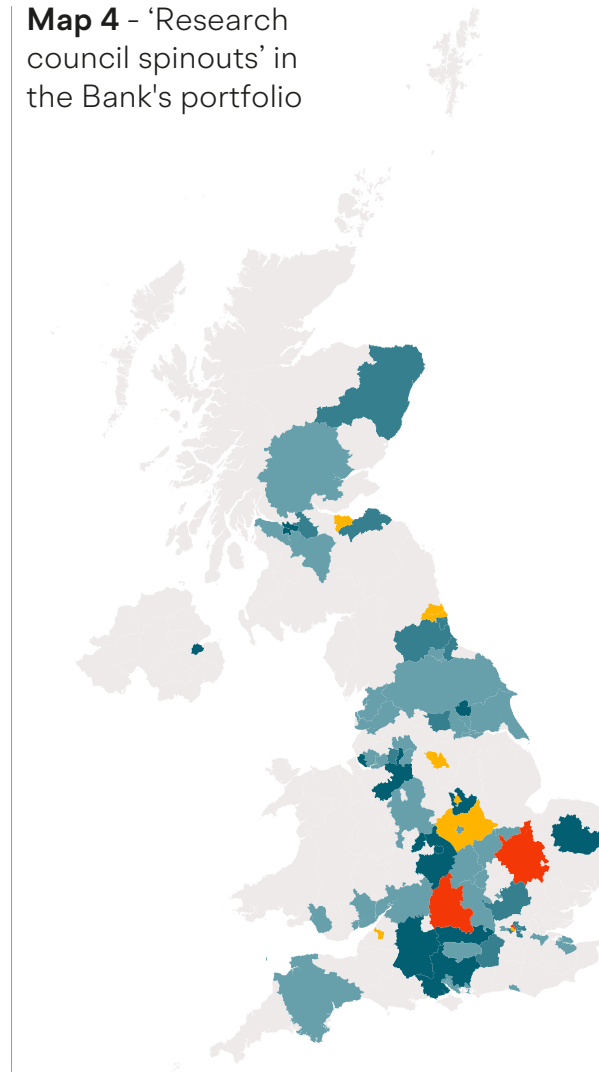 Map 4 - ‘Research
council spinouts’ in
the Bank's portfolio